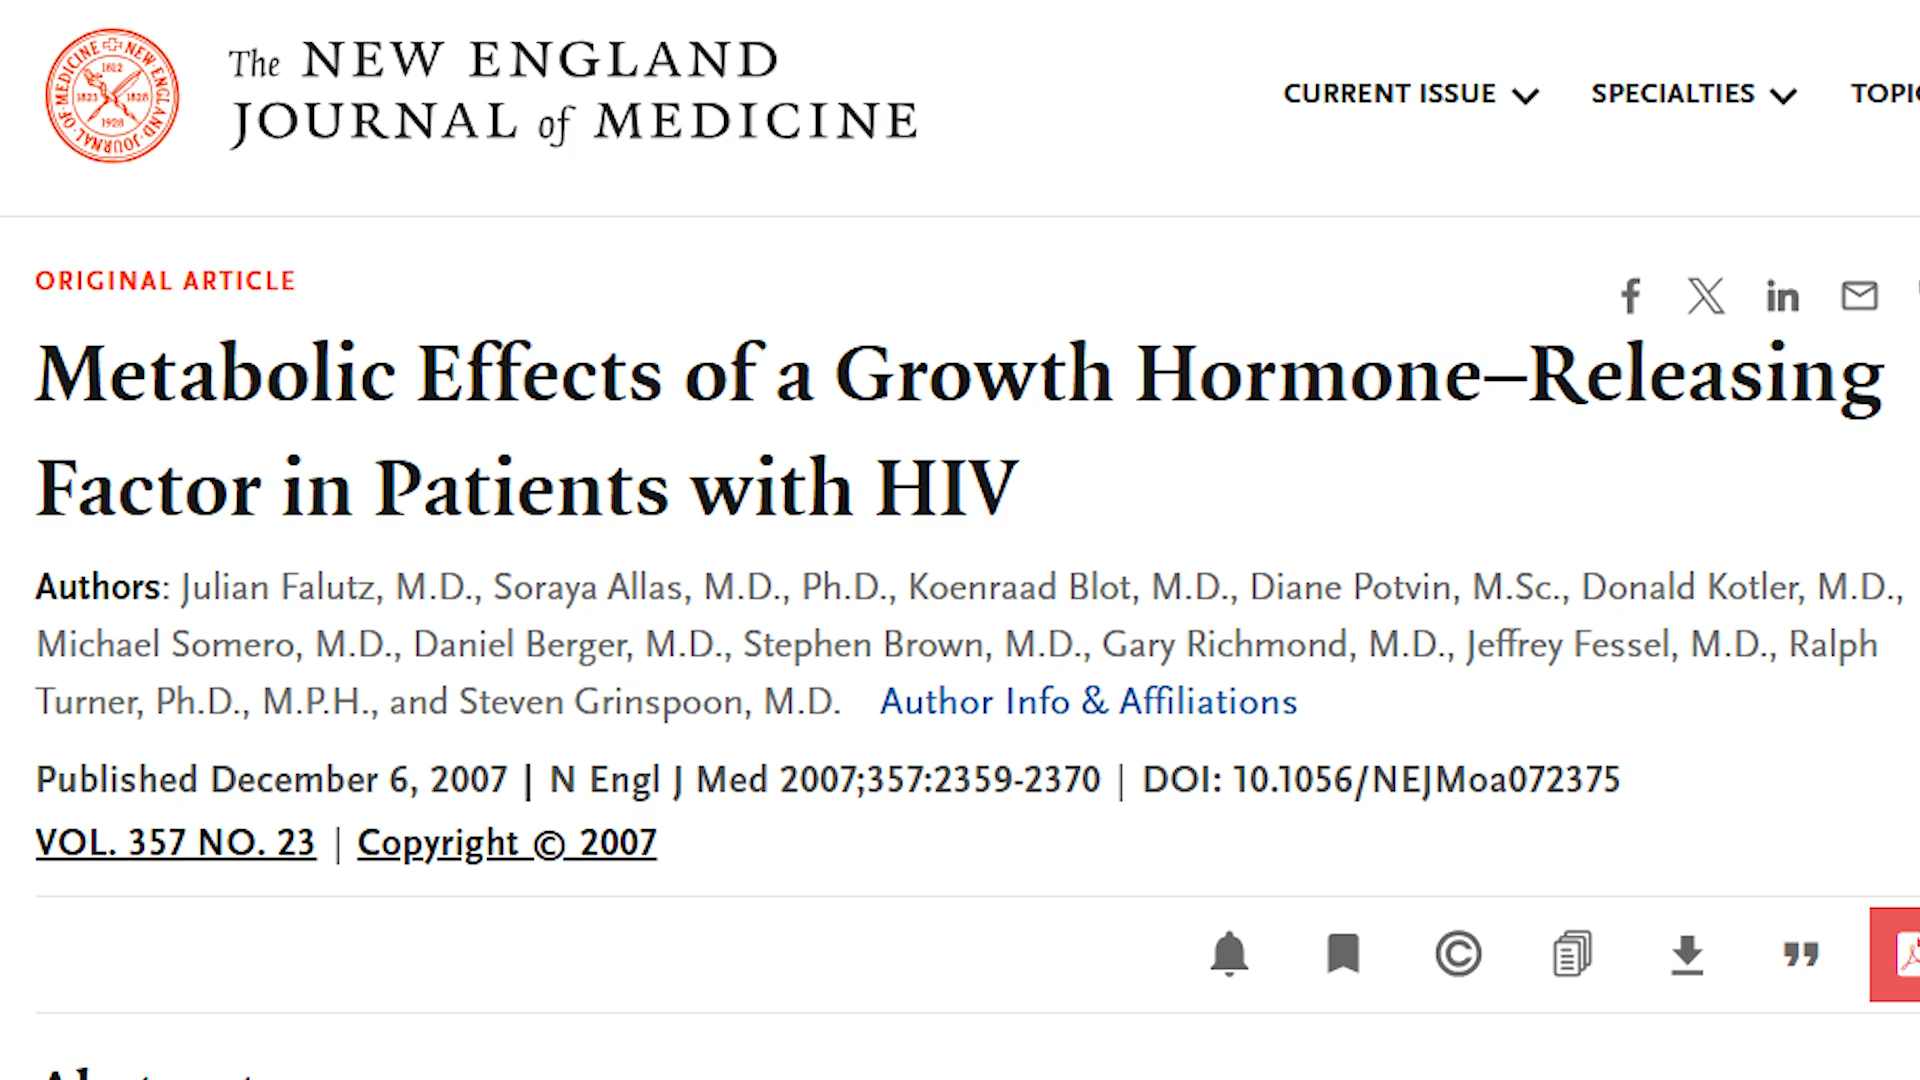 The NEW ENGLAND
JOURNAL of MEDICINE
CURRENT ISSUE
SPECIALTIES
ORIGINAL ARTICLE
Metabolic Effects of a Growth Hormone–Releasing
Factor in Patients with HIV
Authors: Julian Falutz, M.D., Soraya Allas, M.D., Ph.D., Koenraad Blot, M.D., Diane Potvin, M.Sc., Donald Kotler, M.D.,
Michael Somero, M.D., Daniel Berger, M.D., Stephen Brown, M.D., Gary Richmond, M.D., Jeffrey Fessel, M.D., Ralph
Turner, Ph.D., M.P.H., and Steven Grinspoon, M.D. Author Info & Affiliations
Published December 6, 2007 | N Engl J Med 2007;357:2359-2370 | DOI: 10.1056/NEJMoa072375
VOL. 357 NO. 23 | Copyright © 2007